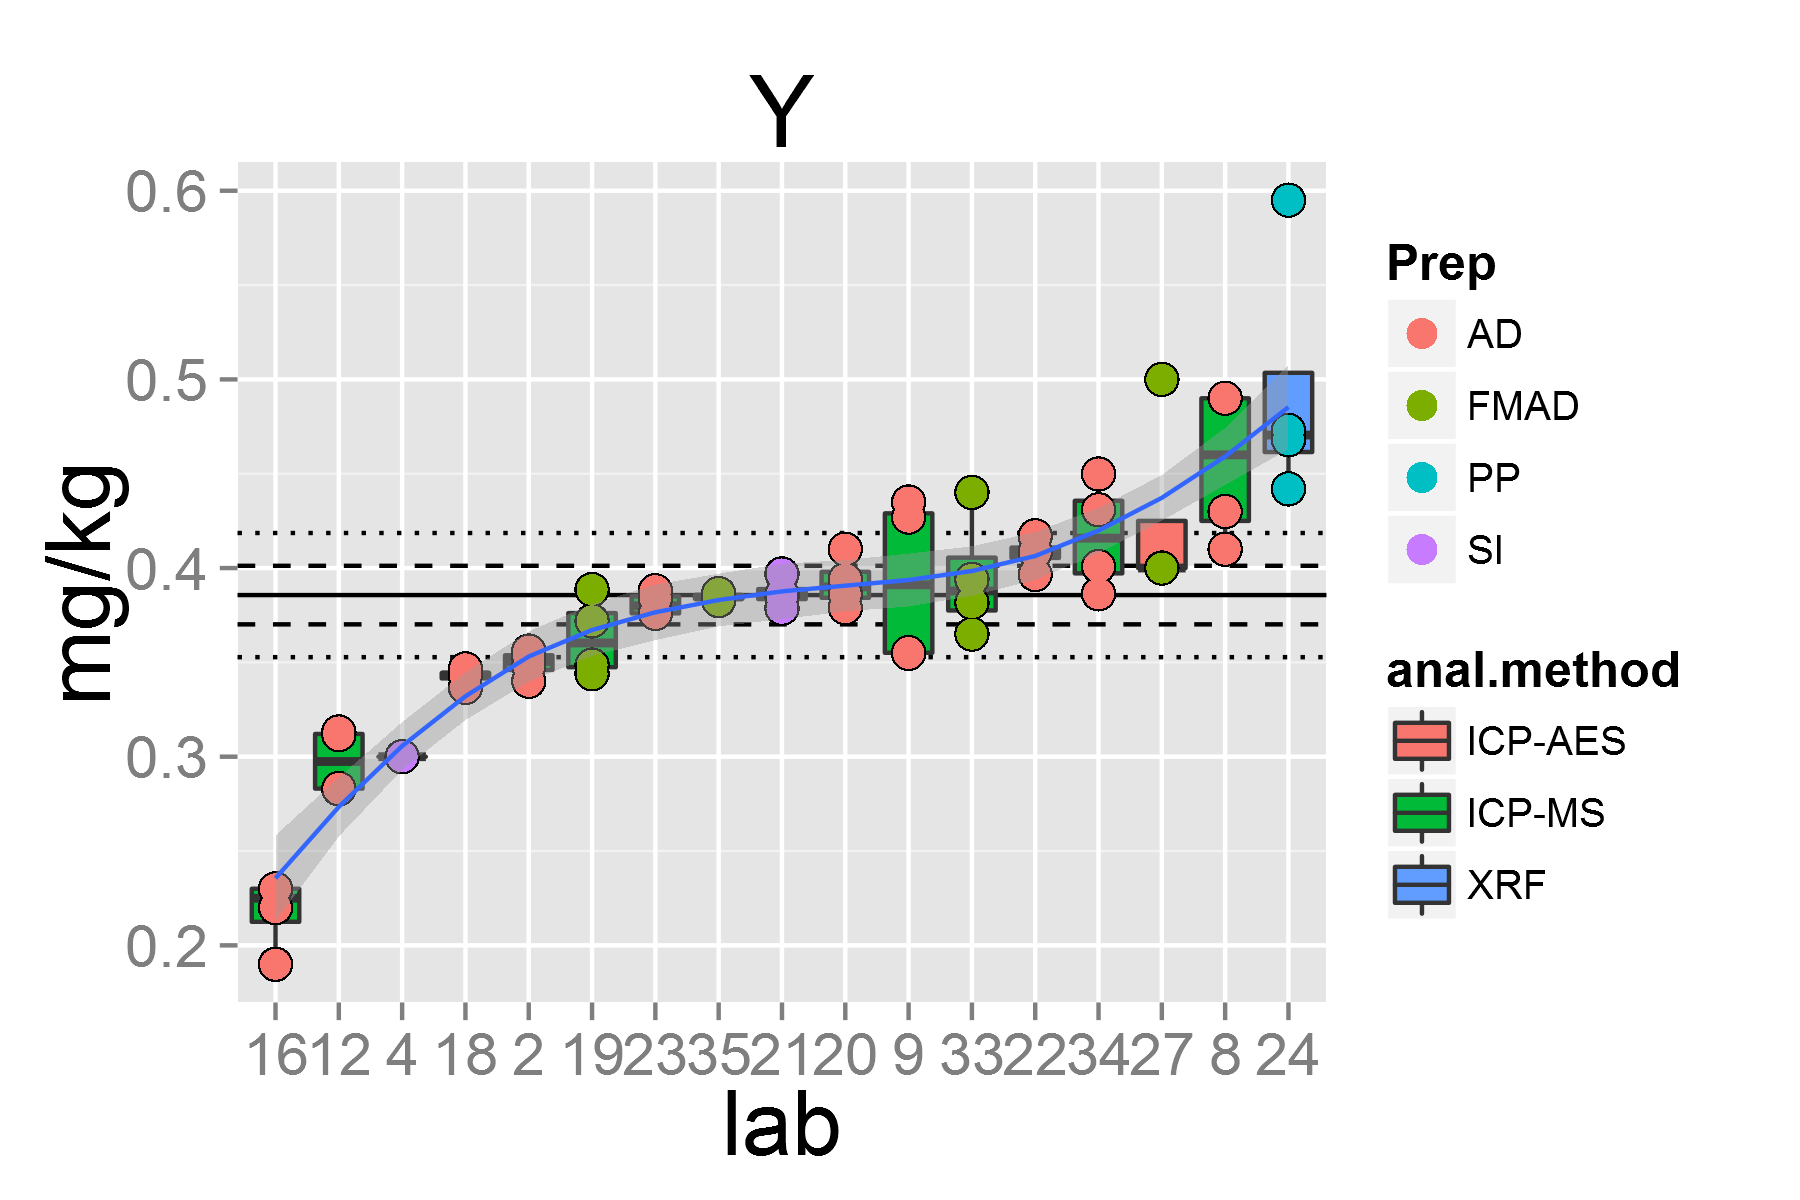 Y
mg/kg
0.6
0.5
0.4
0.3
0.2
16 12 4 18 2 19 23 35 21 20 9 33 22 34 27 8 24
lab
Prep
AD
FMAD
PP
SI
anal.method
ICP-AES
ICP-MS
XRF